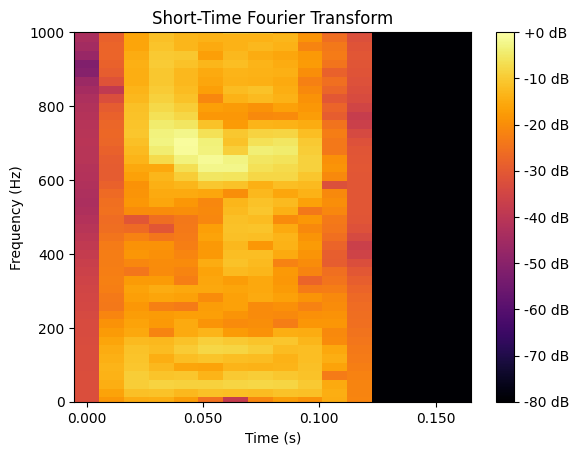 Short-Time Fourier Transform
Frequency (Hz)
1000
800
600
400
200
0
0.000
0.050
0.100
0.150
Time (s)
+0 dB
-10 dB
-20 dB
-30 dB
-40 dB
-50 dB
-60 dB
-70 dB
-80 dB